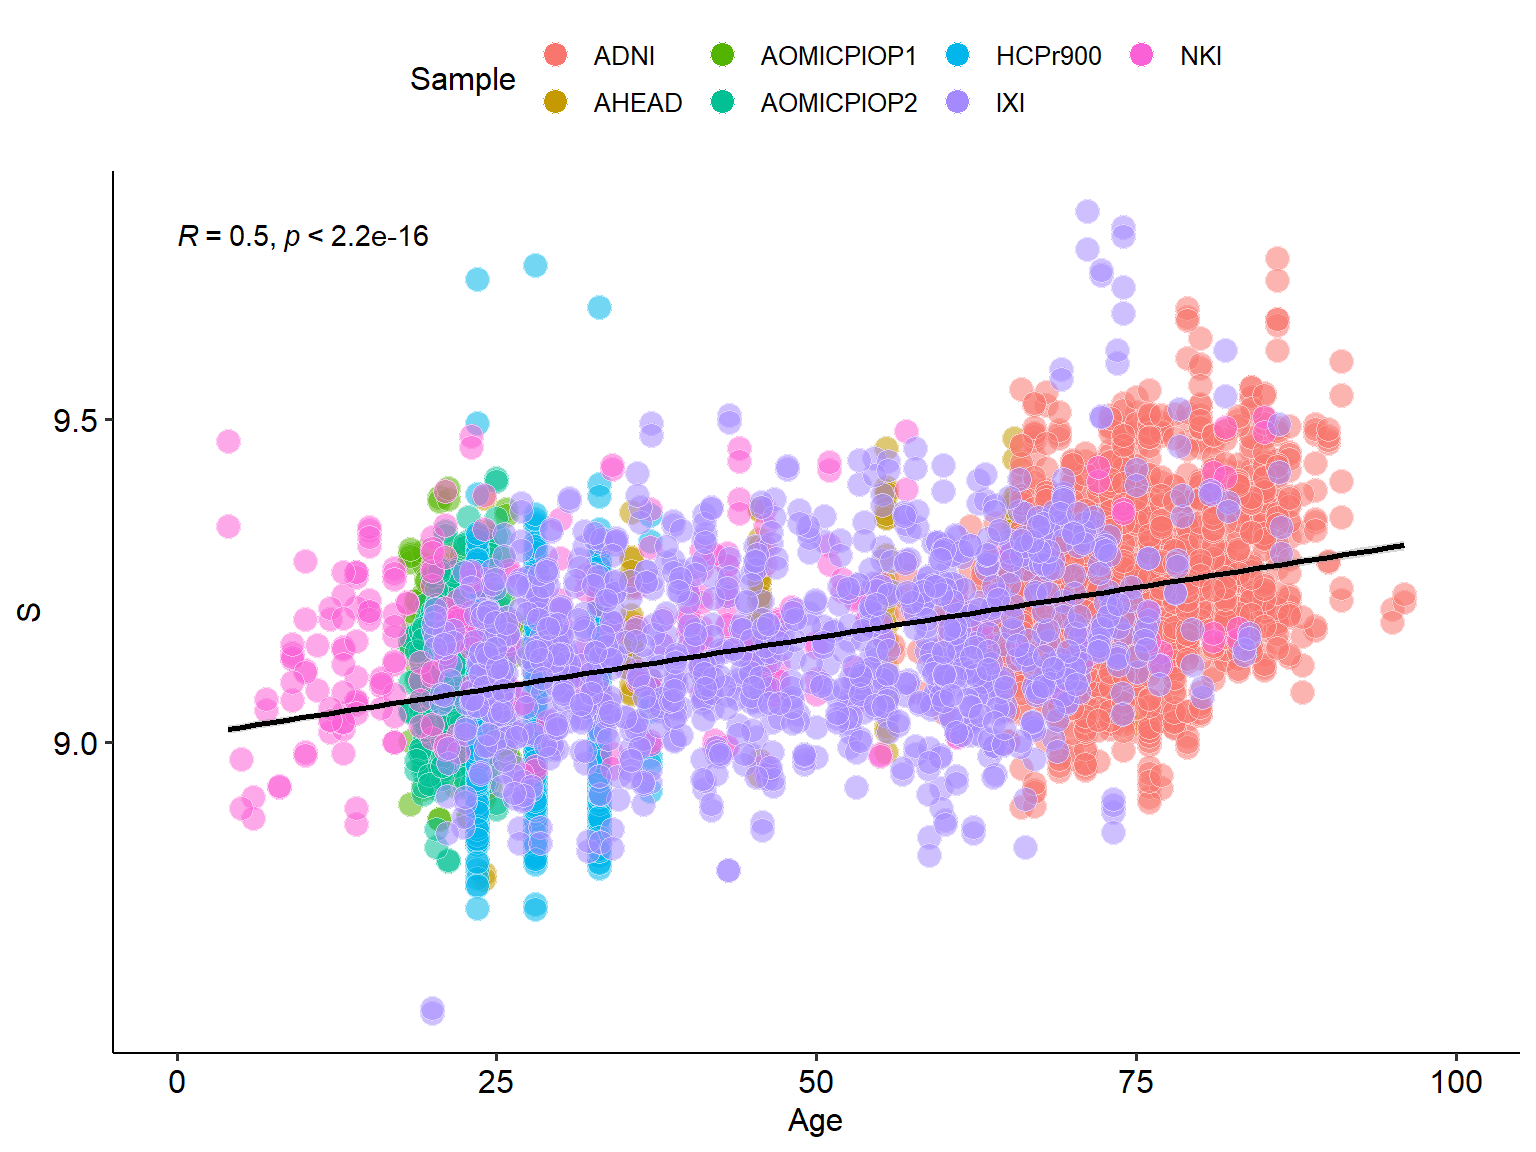 Sample
ADNI AOMICPIOP1 HCPr900 NKI
AHEAD AOMICPIOP2 IXI
R = 0.5, p < 2.2e-16
9.5
S
9.0
0 25 50 75 100
Age